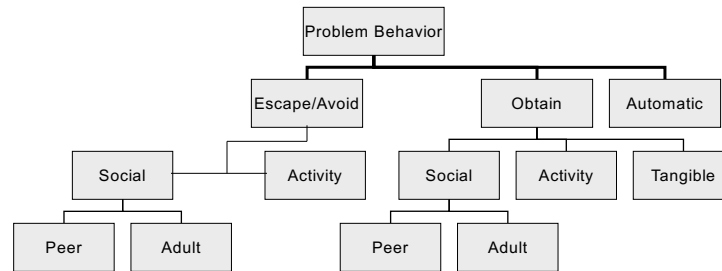 Problem Behavior
Escape/Avoid
Obtain
Automatic
Social
Activity
Social
Activity
Tangible
Peer
Adult
Peer
Adult